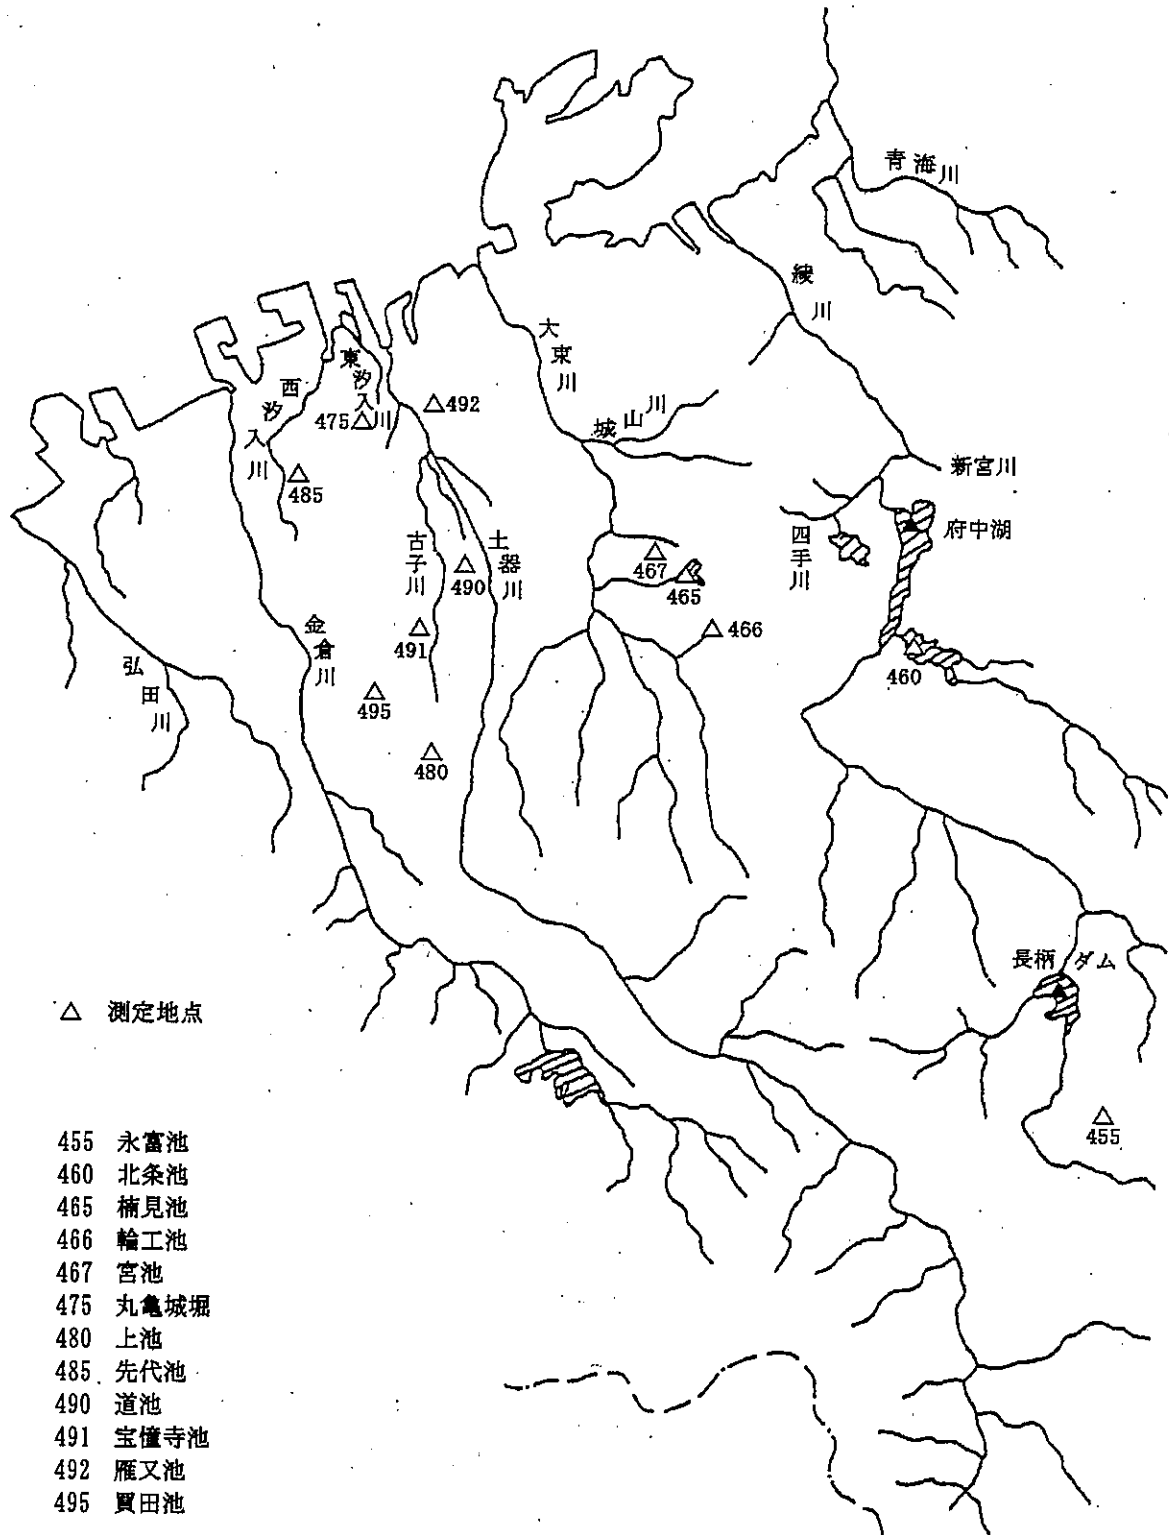 青海川
綾川
大東川
東汐入川
西汐入川
492
475
城山川
新宮川
485
府中湖
四手川
古子川
土器川
467
490
465
金倉川
466
491
弘田川
460
495
480
長柄ダム
△ 測定地点
455
455 永富池
460 北条池
465 楠見池
466 輪工池
467 宮池
475 丸亀城堀
480 上池
485 先代池
490 道池
491 宝憧寺池
492 雁又池
495 買田池